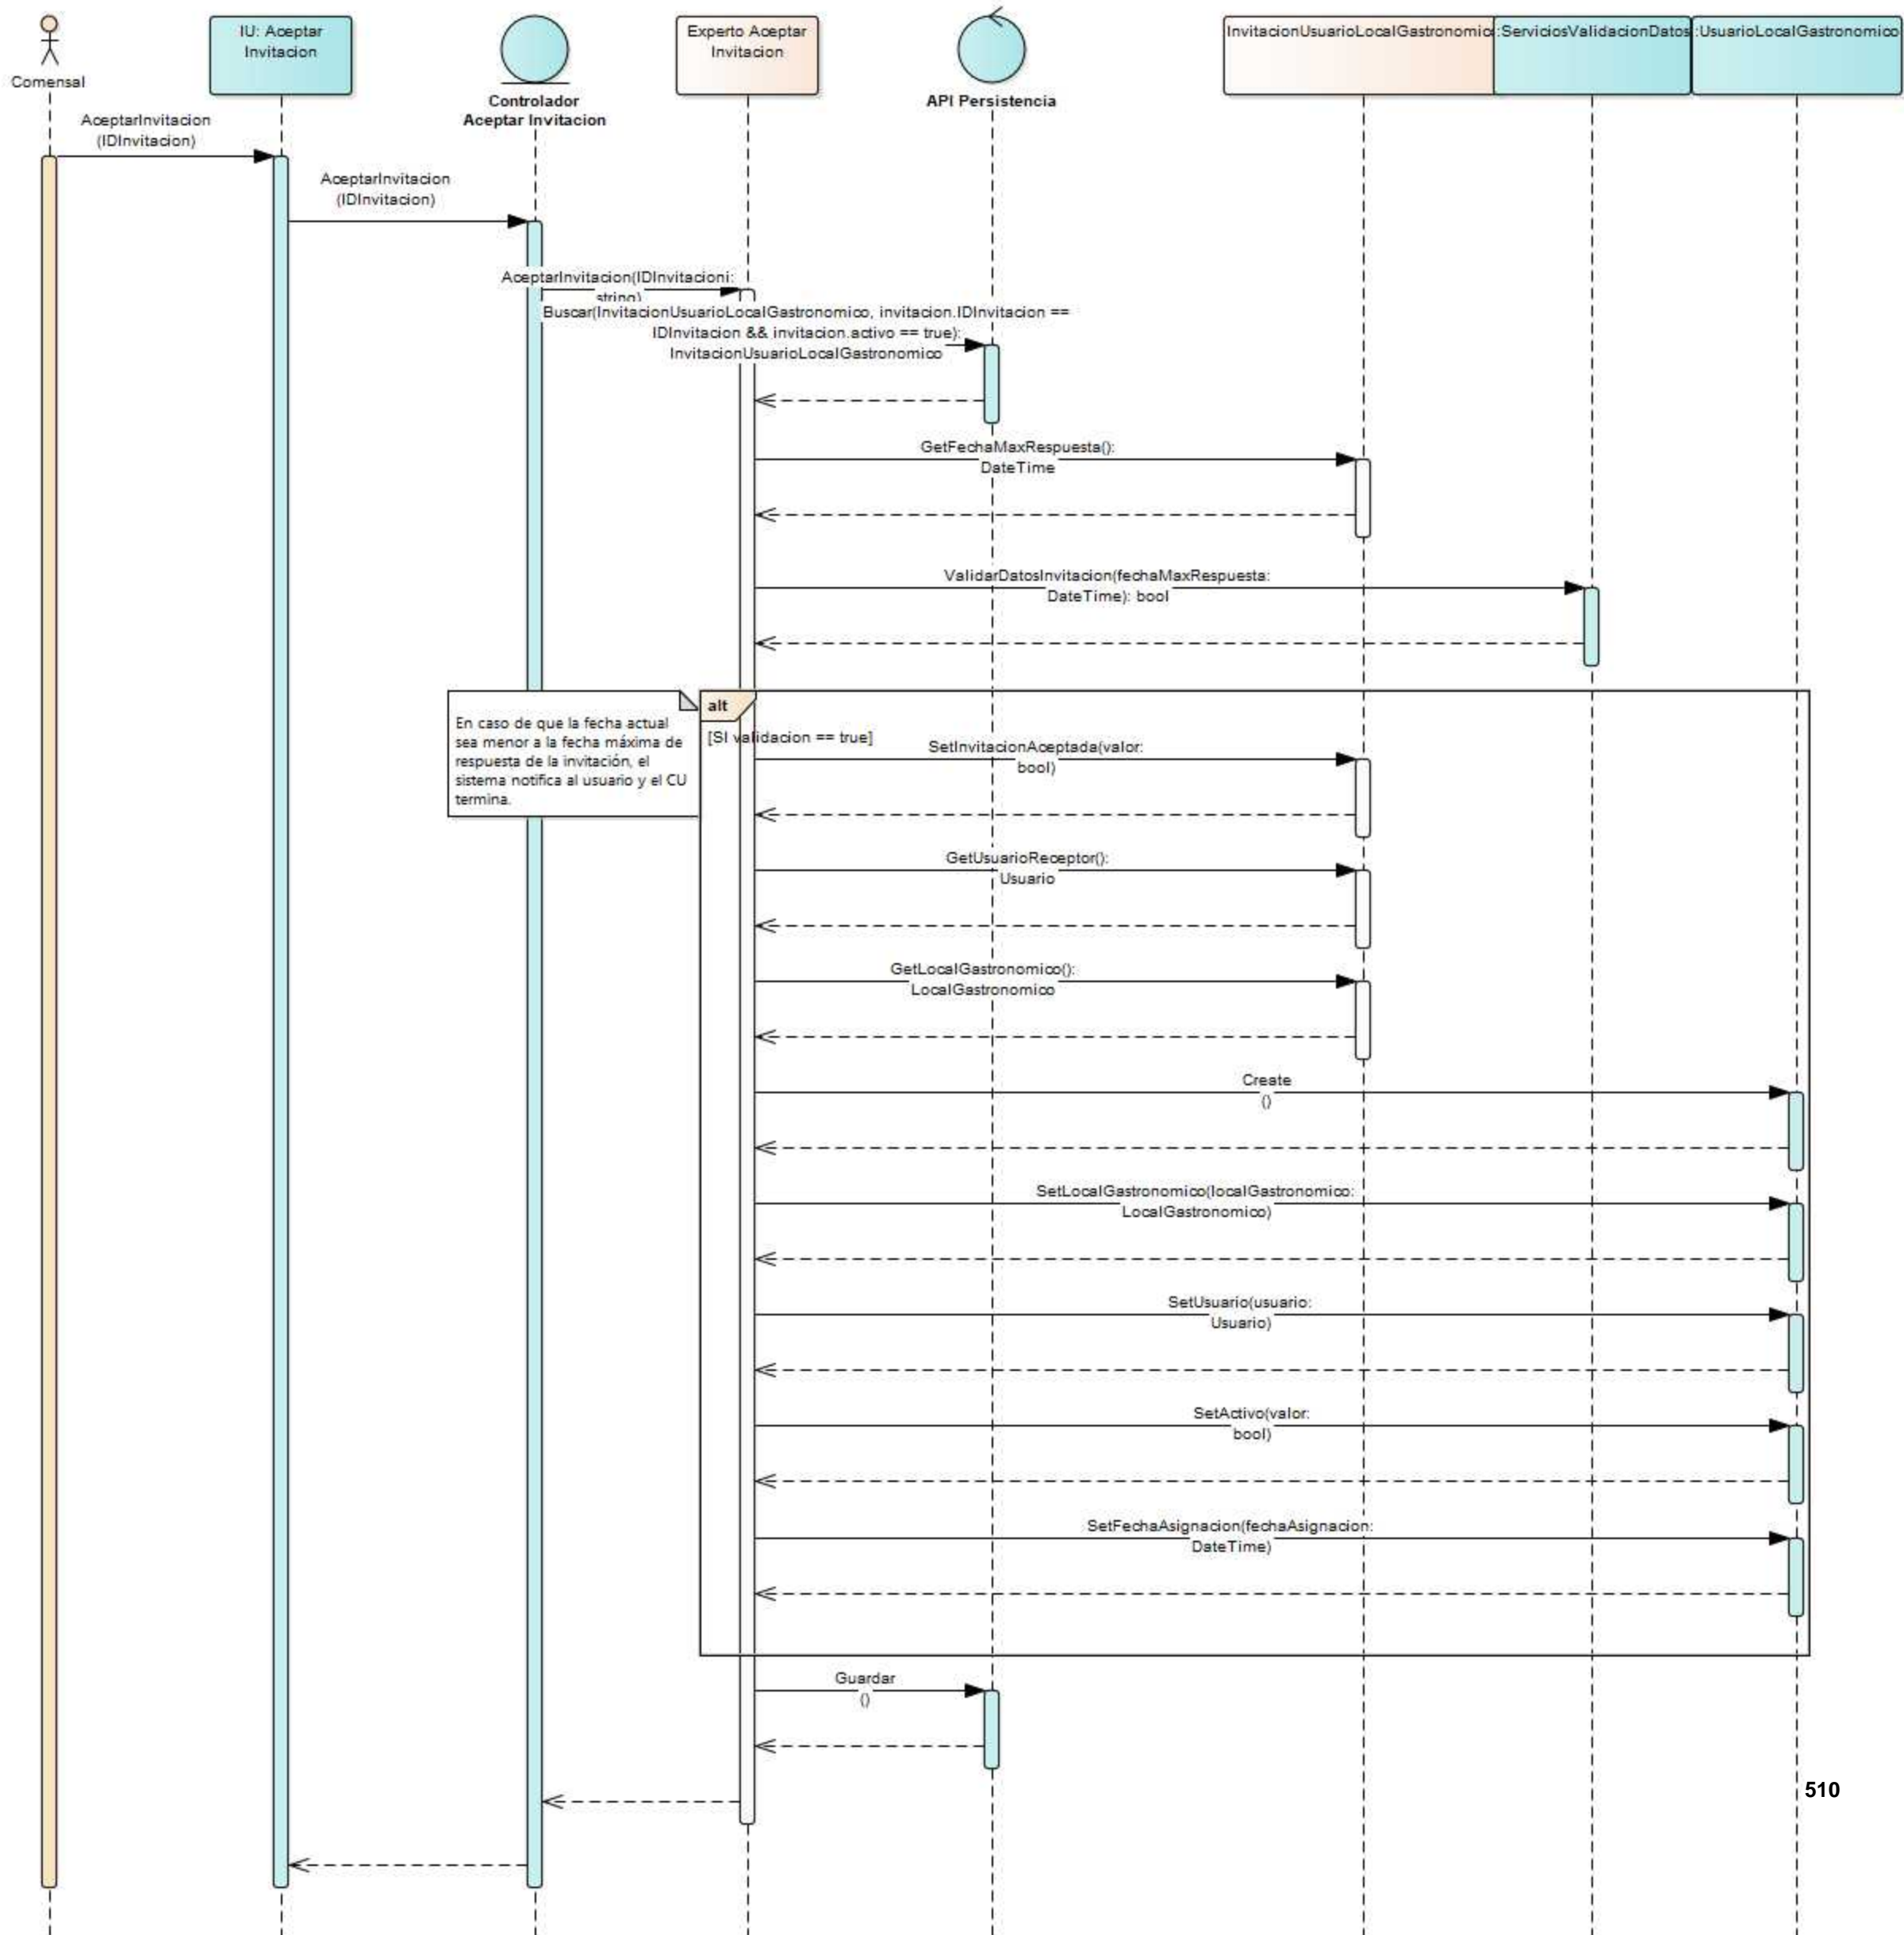 IU: Aceptar
Invitacion
Experto Aceptar
Invitacion
InvitacionUsuarioLocalGastronomic
:ServiciosValidacionDatos
:UsuarioLocalGastronomico
Comensal
Controlador
Aceptar Invitacion
API Persistencia
AceptarInvitacion
(IDInvitacion)
AceptarInvitacion
(IDInvitacion)
AceptarInvitacion(IDInvitacioni:
string)
Buscar(InvitacionUsuarioLocalGastronomico, invitacion.IDInvitacion ==
IDInvitacion && invitacion.activo == true):
InvitacionUsuarioLocalGastronomico
GetFechaMaxRespuesta():
DateTime
ValidarDatosInvitacion(fechaMaxRespuesta:
DateTime): bool
En caso de que la fecha actual
sea menor a la fecha máxima de
respuesta de la invitación, el
sistema notifica al usuario y el CU
termina.
alt
[SI validacion == true]
SetInvitacionAceptada(valor:
bool)
GetUsuarioReceptor():
Usuario
GetLocalGastronomico():
LocalGastronomico
Create
()
SetLocalGastronomico(localGastronomico:
LocalGastronomico)
SetUsuario(usuario:
Usuario)
SetActivo(valor:
bool)
SetFechaAsignacion(fechaAsignacion:
DateTime)
Guardar
()
510